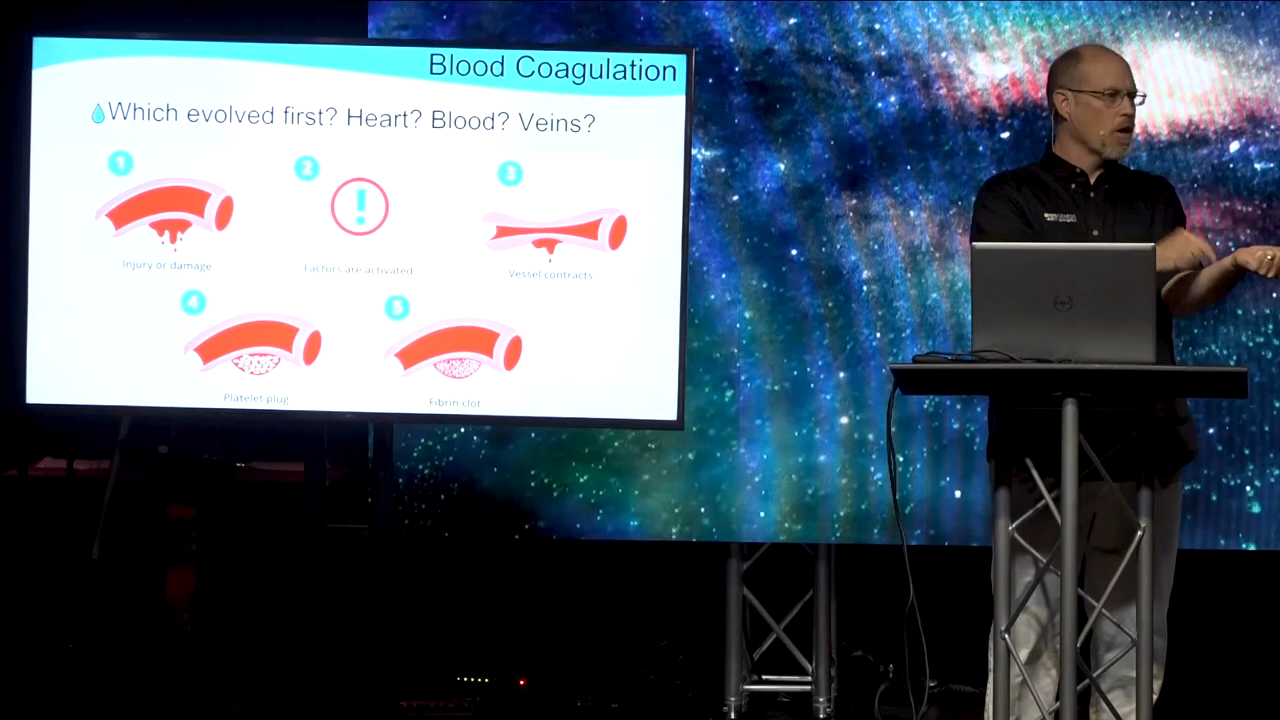 Blood Coagulation
Which evolved first? Heart? Blood? Veins?
1
2
3
!
Injury or damage
Factors are activated
Vessel contracts
4
5
Platelet plug
Fibrin clot
DELL